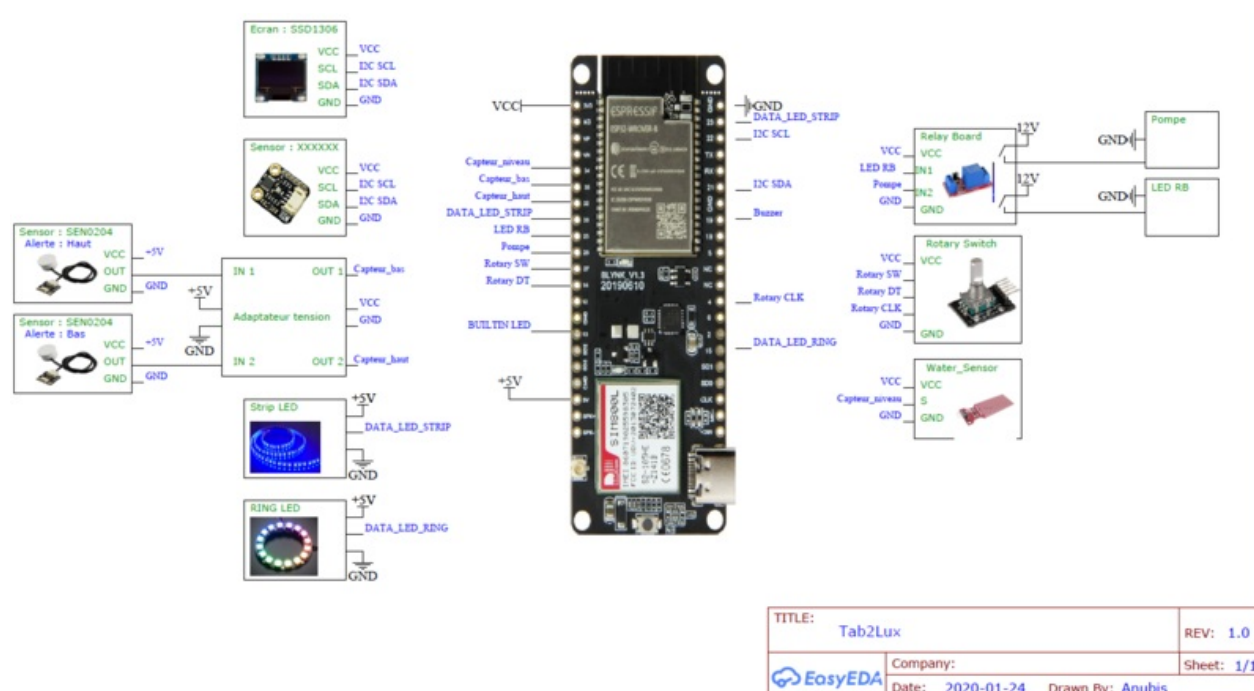 Ecran : SSD1306
VCC VCC
SCL I2C SCL
SDA I2C SDA
GND GND
Sensor : XXXXXX
VCC VCC
SCL I2C SCL
SDA I2C SDA
GND GND
Sensor : SEN0204
Alerte : Haut
VCC +5V
OUT
GND GND
Sensor : SEN0204
Alerte : Bas
VCC +5V
OUT
GND GND
IN 1 OUT 1 Capteur_bas
+5V
VCC
Adaptateur tension GND
GND
IN 2 OUT 2 Capteur_haut
Strip LED
+5V
DATA_LED_STRIP
GND
RING LED
+5V
DATA_LED_RING
GND
VCC
Capteur_niveau
Capteur_bas
Capteur_haut
DATA_LED_STRIP
LED RB
Pompe
Rotary SW
Rotary DT
BUILTIN LED
+5V
ESPRESSIF
ESP32-WROVER-B
BLYNK_V1.3
20190610
SIM800L
GND
DATA_LED_STRIP
I2C SCL
I2C SDA
Buzzer
Rotary CLK
DATA_LED_RING
Relay Board
12V
VCC VCC
LED RB IN1
Pompe IN2
12V
GND GND
Pompe
GND
LED RB
GND
Rotary Switch
VCC VCC
Rotary SW
Rotary DT
Rotary CLK
GND GND
Water_Sensor
VCC VCC
Capteur_niveau S
GND GND
TITLE:
Tab2Lux
REV: 1.0
EasyEDA
Company:
Sheet: 1/1
Date: 2020-01-24 Drawn By: Anubis